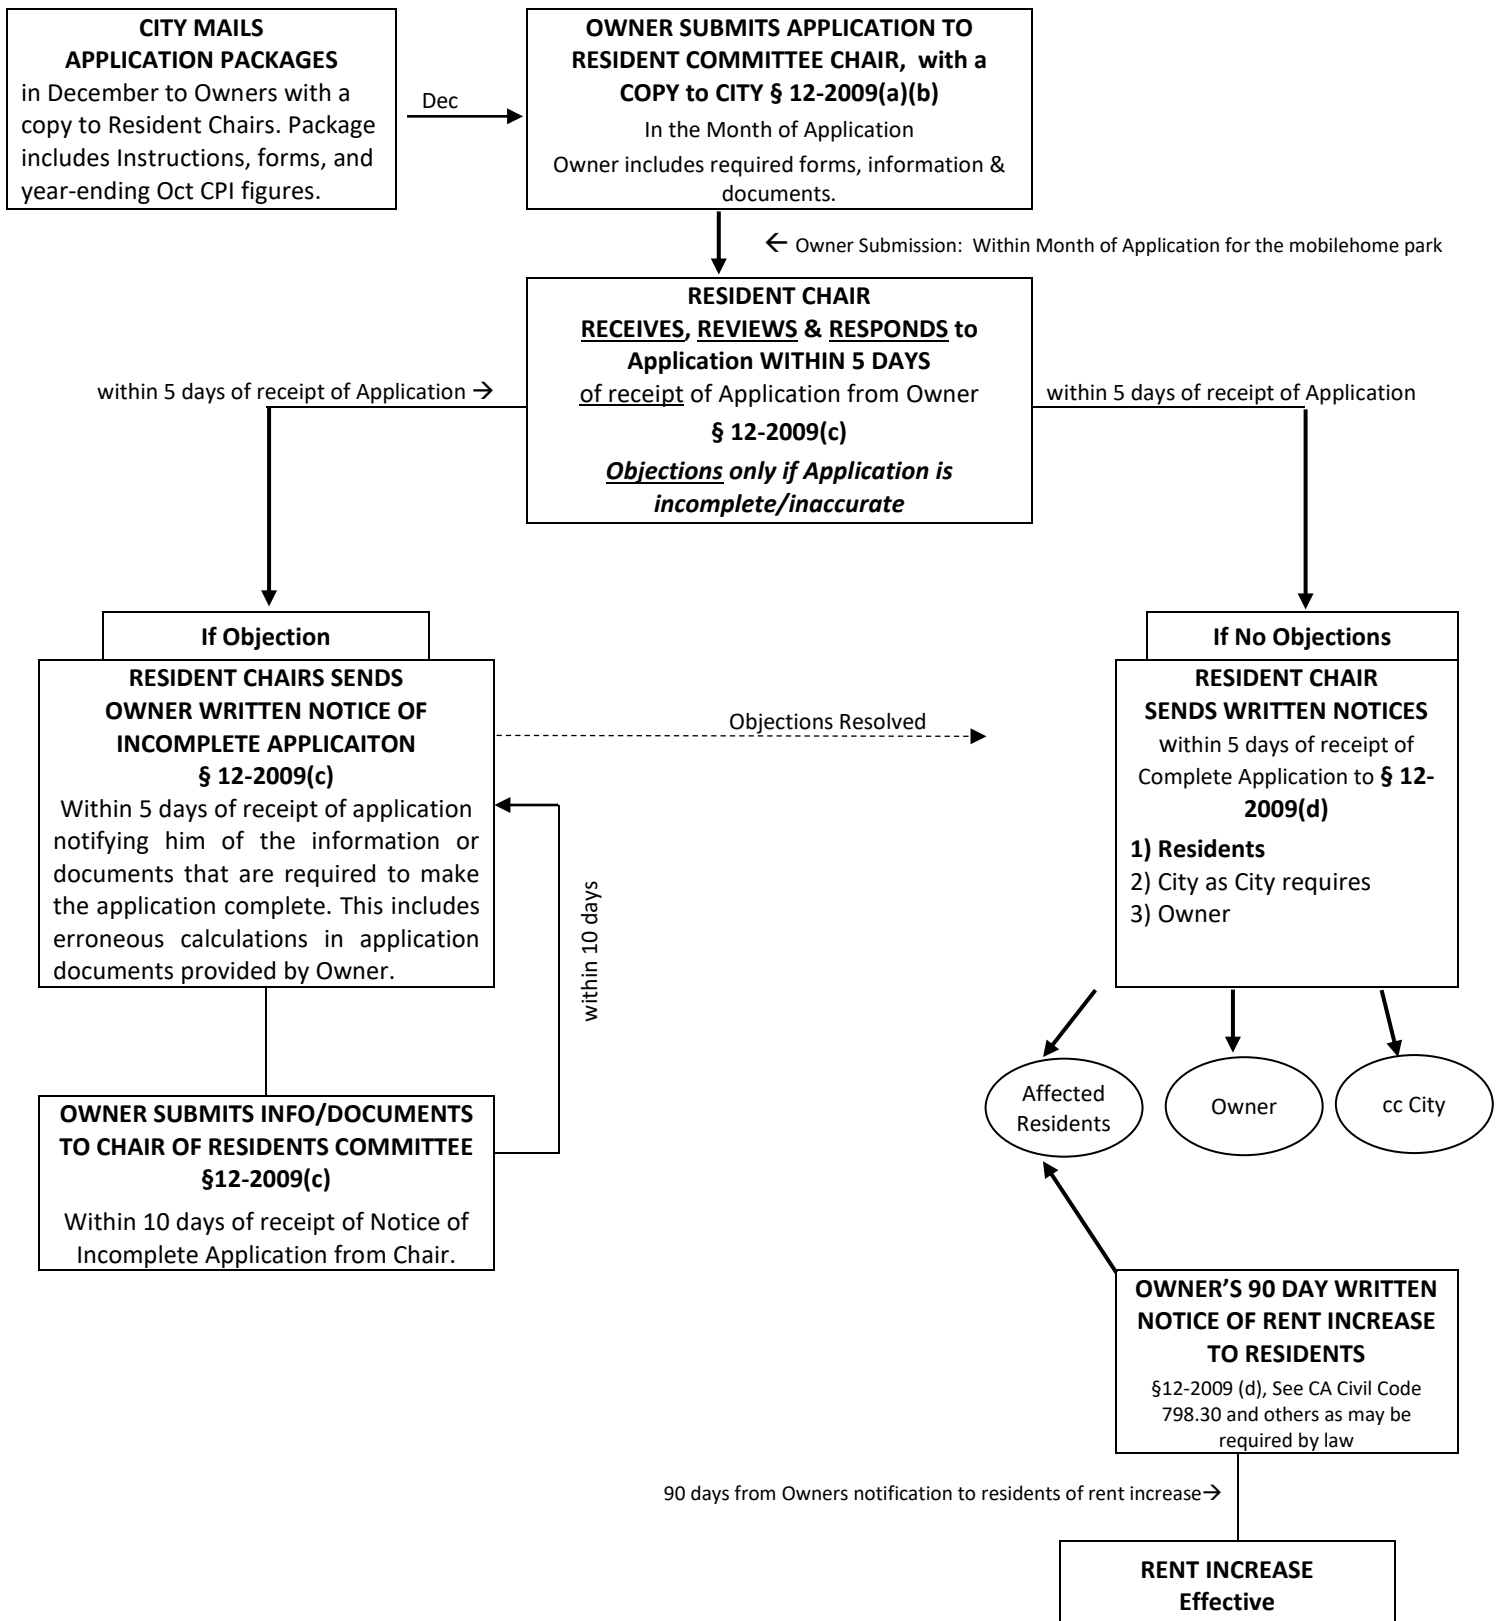 CITY MAILS
APPLICATION PACKAGES
in December to Owners with a
copy to Resident Chairs. Package
includes Instructions, forms, and
year-ending Oct CPI figures.
Dec
OWNER SUBMITS APPLICATION TO
RESIDENT COMMITTEE CHAIR, with a
COPY to CITY § 12-2009(a)(b)
In the Month of Application
Owner includes required forms, information &
documents.
← Owner Submission: Within Month of Application for the mobilehome park
RESIDENT CHAIR
RECEIVES, REVIEWS & RESPONDS to
Application WITHIN 5 DAYS
of receipt of Application from Owner
§ 12-2009(c)
Objections only if Application is
incomplete/inaccurate
within 5 days of receipt of Application →
within 5 days of receipt of Application
If Objection
RESIDENT CHAIRS SENDS
OWNER WRITTEN NOTICE OF
INCOMPLETE APPLICAITON
§ 12-2009(c)
Within 5 days of receipt of application
notifying him of the information or
documents that are required to make
the application complete. This includes
erroneous calculations in application
documents provided by Owner.
Objections Resolved
within 10 days
OWNER SUBMITS INFO/DOCUMENTS
TO CHAIR OF RESIDENTS COMMITTEE
§12-2009(c)
Within 10 days of receipt of Notice of
Incomplete Application from Chair.
If No Objections
RESIDENT CHAIR
SENDS WRITTEN NOTICES
within 5 days of receipt of
Complete Application to § 12-
2009(d)
1) Residents
2) City as City requires
3) Owner
Affected
Residents
Owner
cc City
OWNER’S 90 DAY WRITTEN
NOTICE OF RENT INCREASE
TO RESIDENTS
§12-2009 (d), See CA Civil Code
798.30 and others as may be
required by law
90 days from Owners notification to residents of rent increase→
RENT INCREASE
Effective